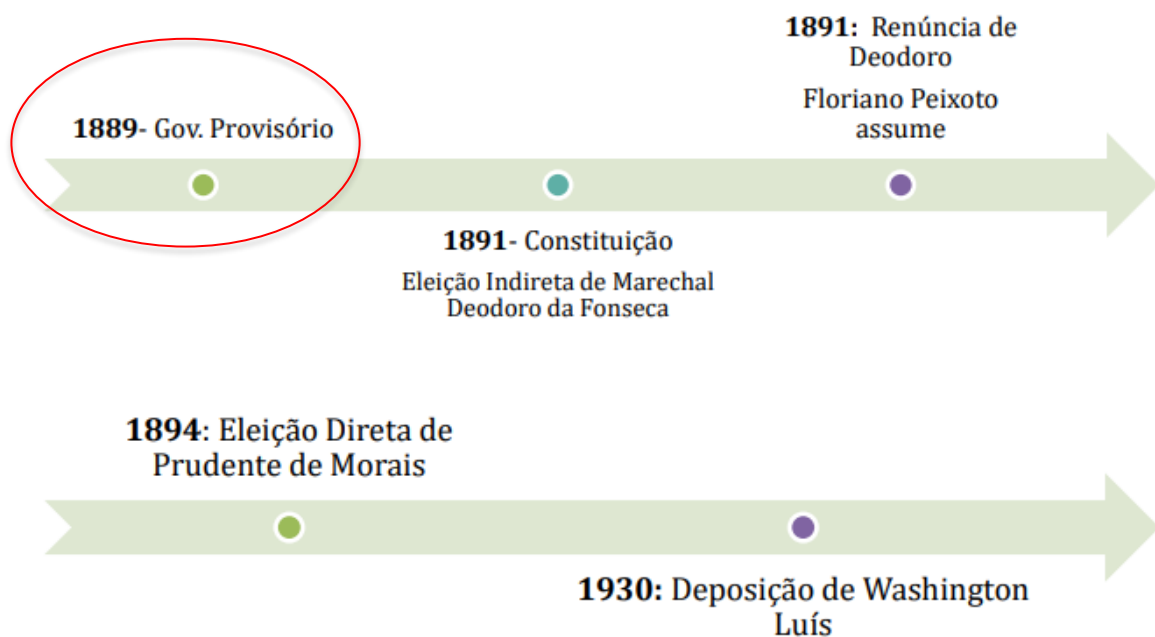 1889- Gov. Provisório
1891- Constituição
Eleição Indireta de Marechal
Deodoro da Fonseca
1891: Renúncia de
Deodoro
Floriano Peixoto
assume
1894: Eleição Direta de
Prudente de Morais
1930: Deposição de Washington
Luís